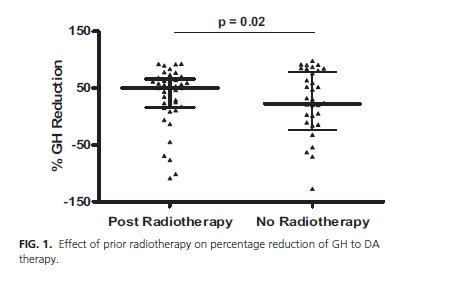 p = 0.02
150
50
-50
-150
% GH Reduction
Post Radiotherapy No Radiotherapy
FIG. 1. Effect of prior radiotherapy on percentage reduction of GH to DA
therapy.